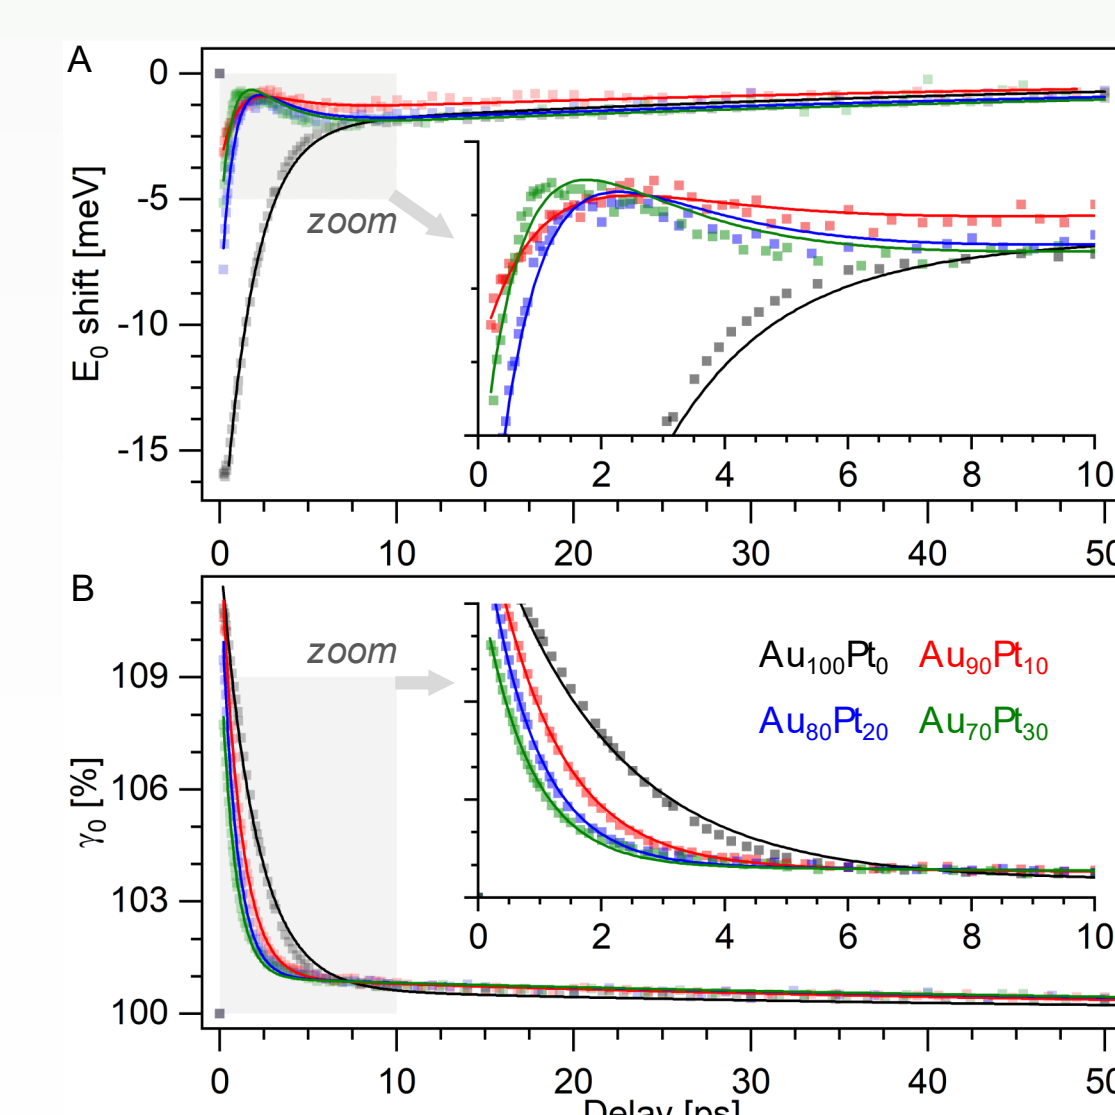 A
0
-5
-10
-15
E0 shift [meV]
zoom
0 2 4 6 8 10
0 10 20 30 40 50
B
109
106
103
100
γ0 [%]
zoom
Au100Pt0 Au90Pt10
Au80Pt20 Au70Pt30
0 2 4 6 8 10
0 10 20 30 40 50
Delay [ps]